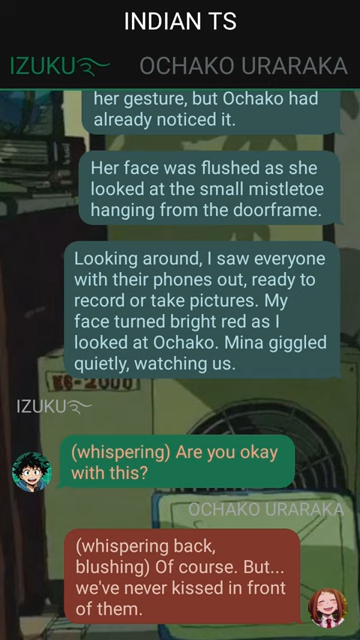 INDIAN TS
IZUKU OCHAKO URARAKA
her gesture, but Ochako had
already noticed it.
Her face was flushed as she
looked at the small mistletoe
hanging from the doorframe.
Looking around, I saw everyone
with their phones out, ready to
record or take pictures. My
face turned bright red as I
looked at Ochako. Mina giggled
quietly, watching us.
IZUKU
(whispering) Are you okay
with this?
OCHAKO URARAKA
(whispering back,
blushing) Of course. But...
we've never kissed in front
of them.